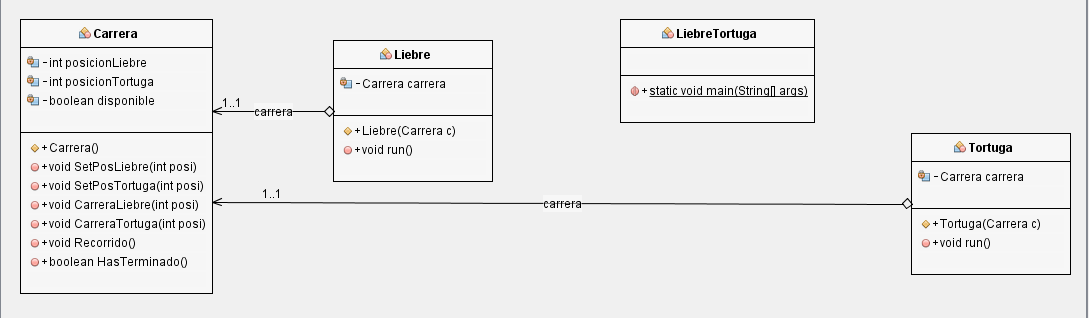 Carrera
- int posicionLiebre
- int posicionTortuga
- boolean disponible
+ Carrera()
+ void SetPosLiebre(int posi)
+ void SetPosTortuga(int posi)
+ void CarreraLiebre(int posi)
+ void CarreraTortuga(int posi)
+ void Recorrido()
+ boolean HasTerminado()
1..1
carrera
Liebre
- Carrera carrera
+ Liebre(Carrera c)
+ void run()
1..1
carrera
LiebreTortuga
+ static void main(String[] args)
Tortuga
- Carrera carrera
+ Tortuga(Carrera c)
+ void run()